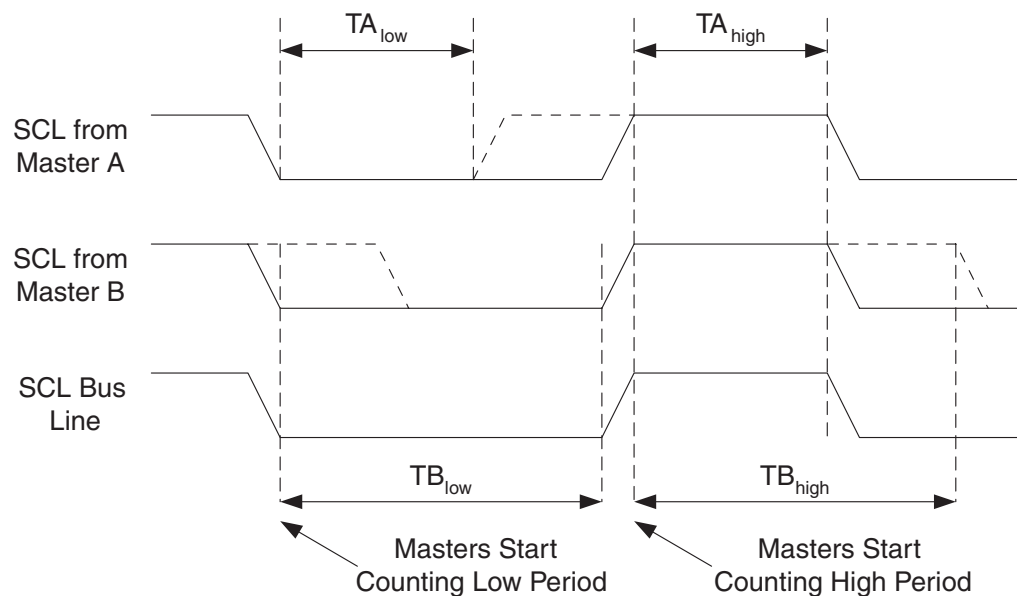 TA low
TA high
SCL from
Master A
SCL from
Master B
SCL Bus
Line
TB low
TB high
Masters Start
Counting Low Period
Masters Start
Counting High Period